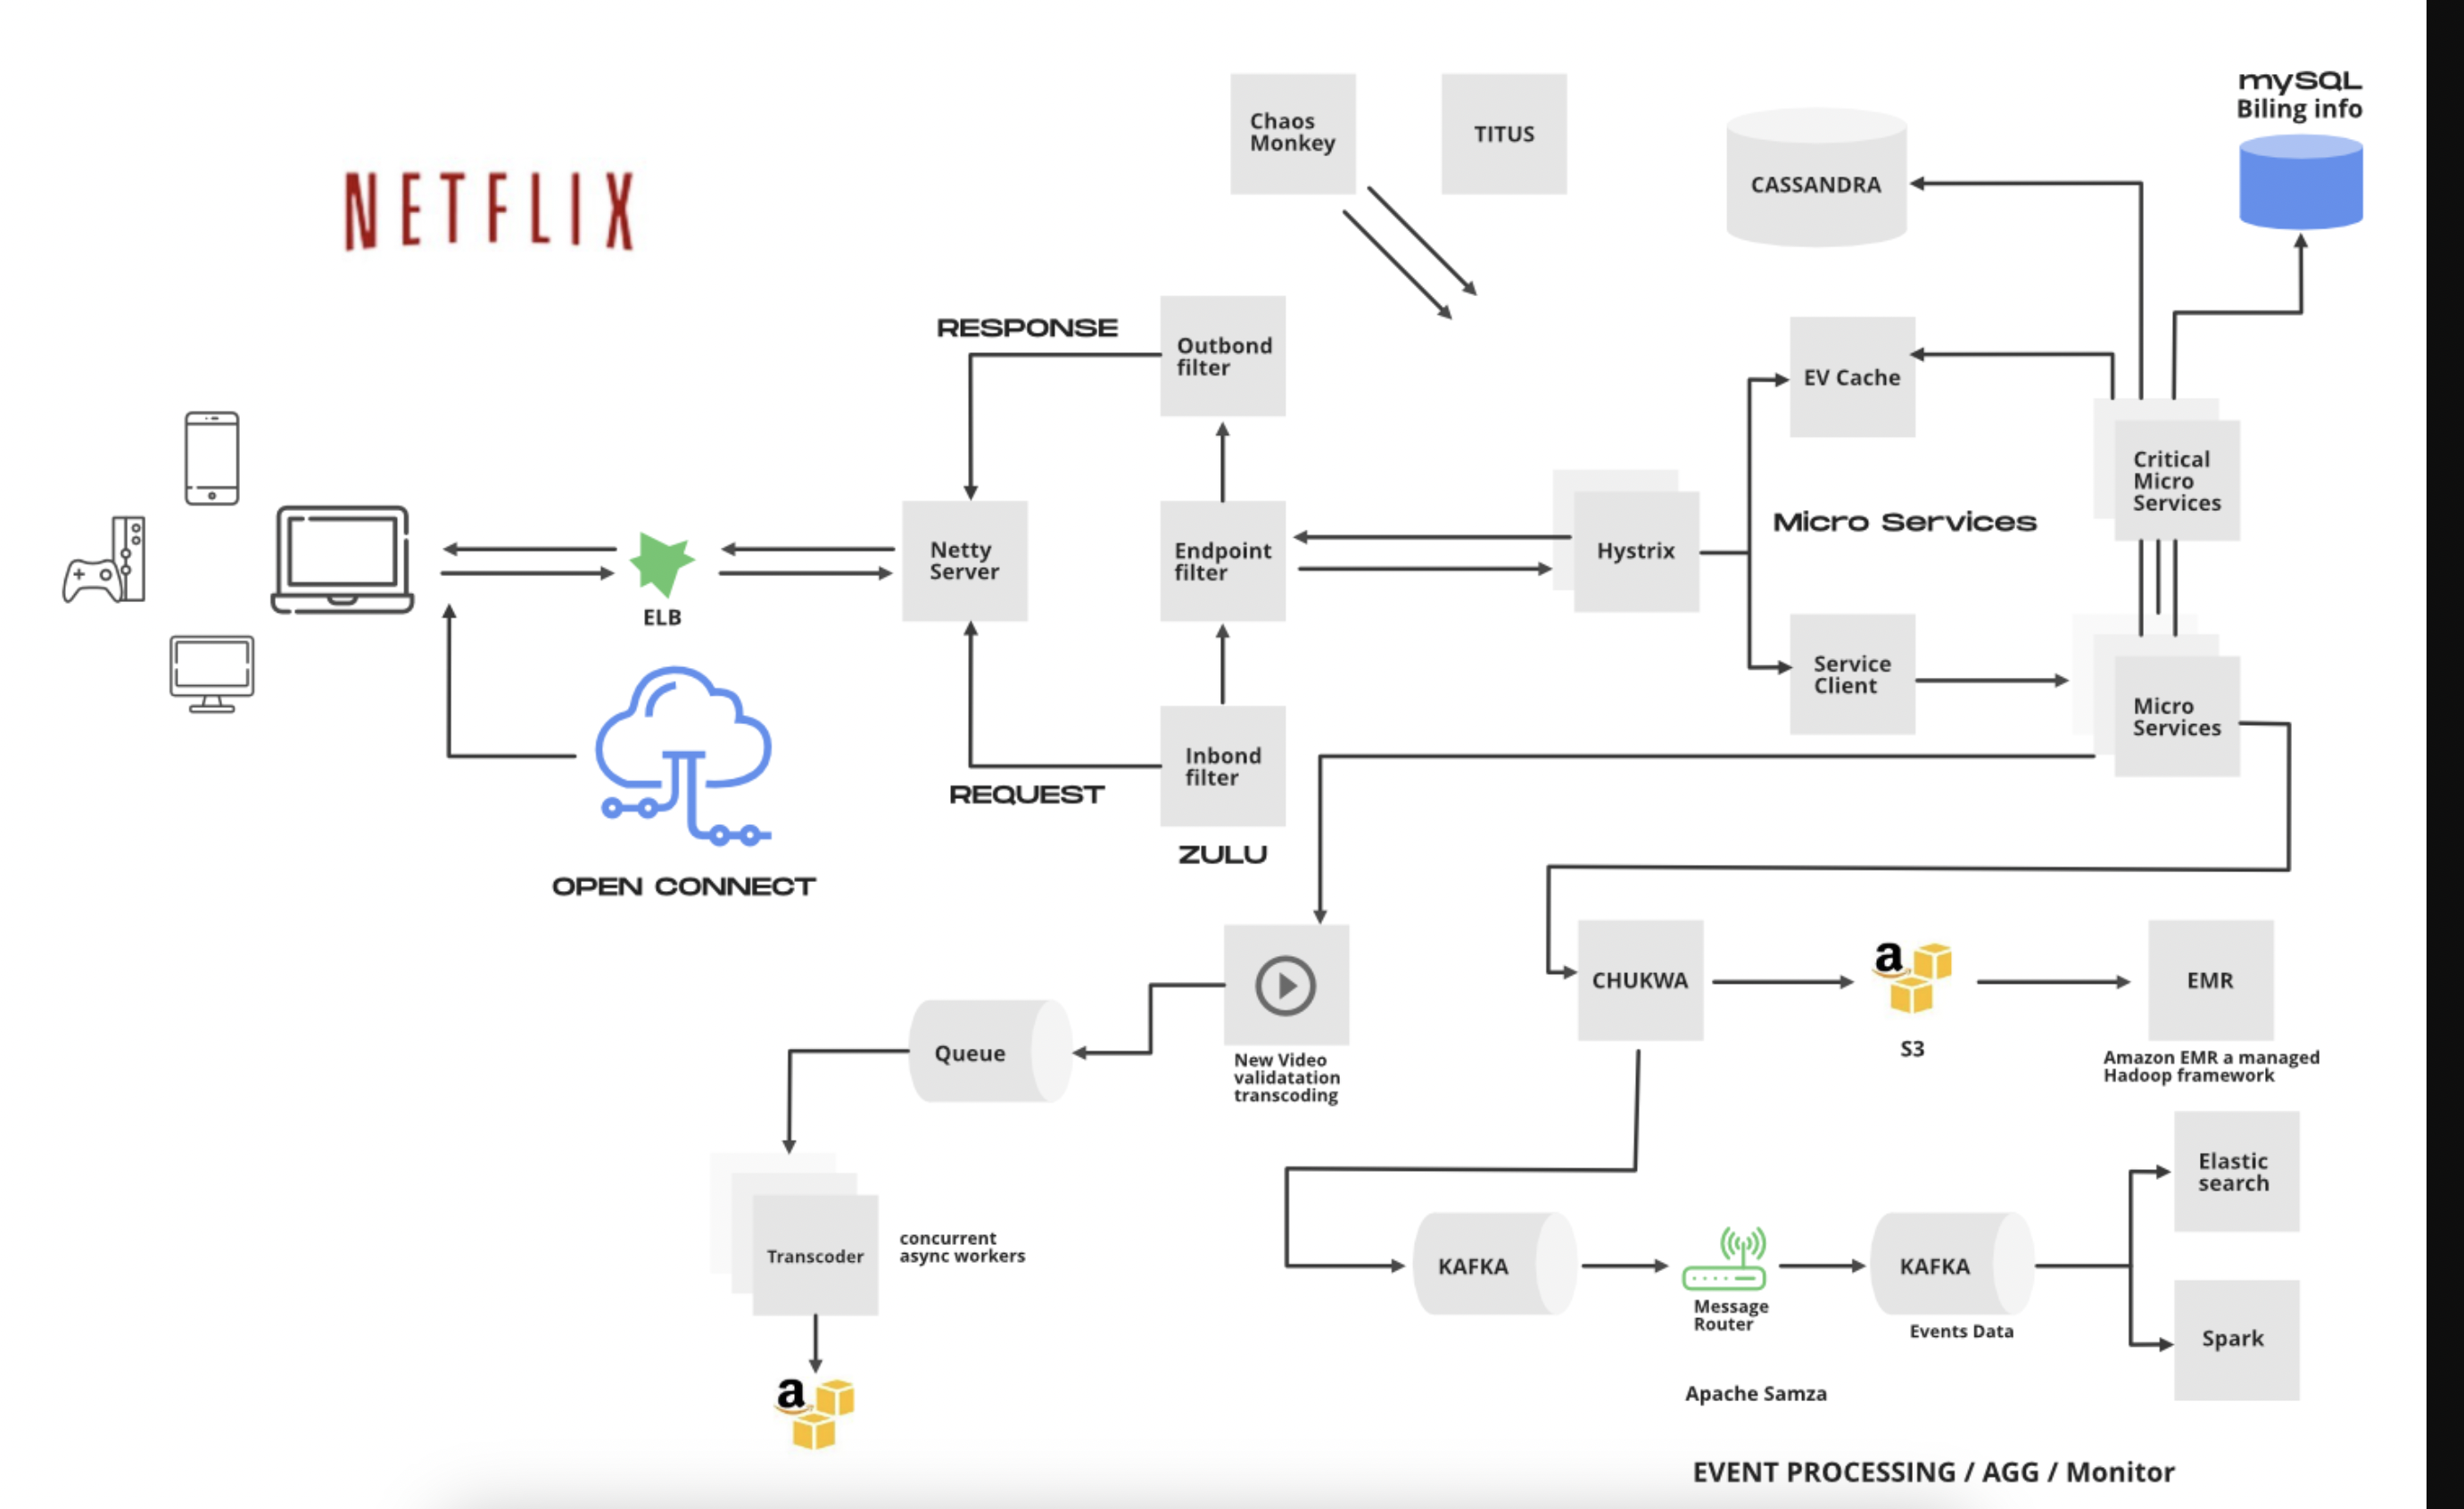 mySQL
Biling info
Chaos
Monkey
TITUS
CASSANDRA
NETFLIX
RESPONSE
Outbond
filter
EV Cache
Critical
Micro
Services
Micro Services
Netty
Server
Endpoint
filter
Hystrix
ELB
Service
Client
Micro
Services
Inbond
filter
REQUEST
ZULU
OPEN CONNECT
CHUKWA
a
S3
EMR
Amazon EMR a managed
Hadoop framework
Queue
New Video
validatation
transcoding
Elastic
search
Transcoder
concurrent
async workers
KAFKA
Message
Router
KAFKA
Events Data
Spark
a
Apache Samza
EVENT PROCESSING / AGG / Monitor